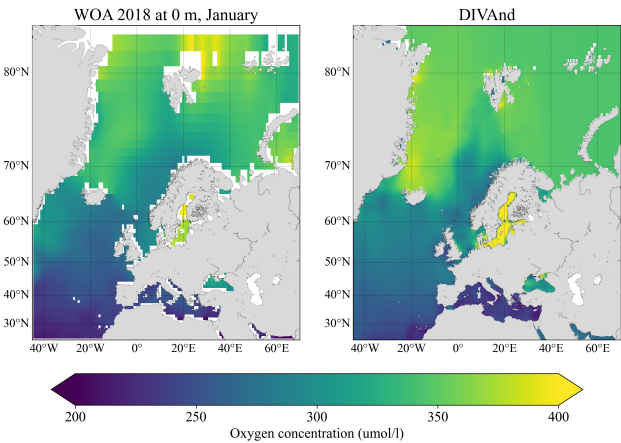 WOA 2018 at 0 m, January
DIVAnd
80°N
70°N
60°N
50°N
40°N
30°N
40°W 20°W 0° 20°E 40°E 60°E
80°N
70°N
60°N
50°N
40°N
30°N
40°W 20°W 0° 20°E 40°E 60°E
200 250 300 350 400
Oxygen concentration (umol/l)